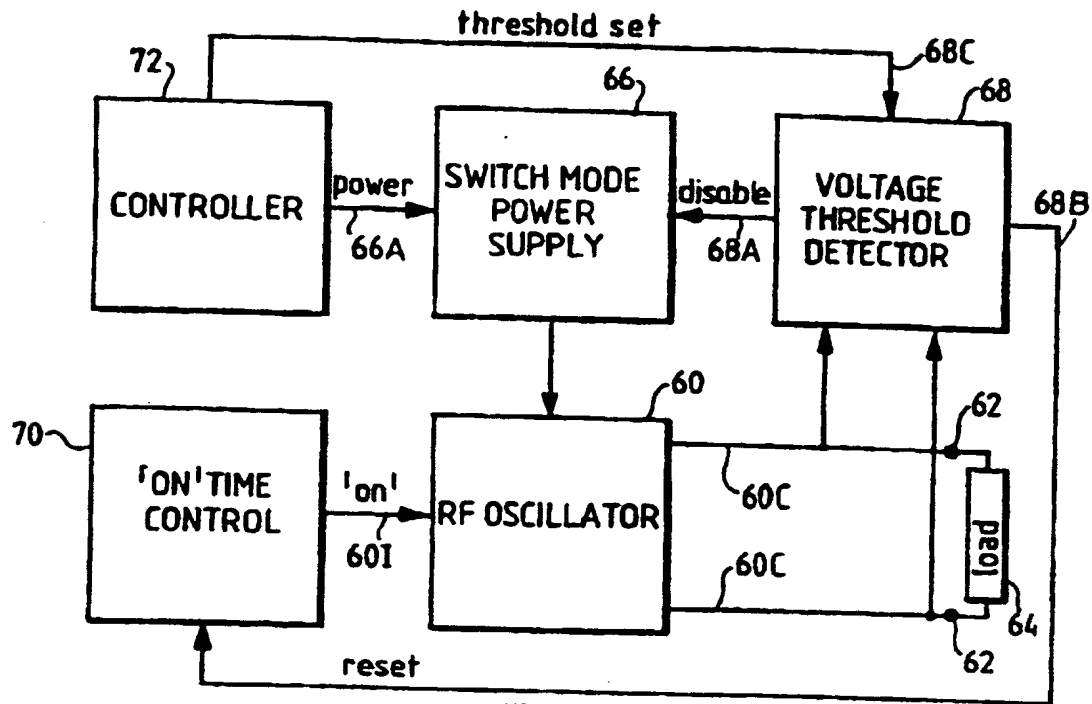 threshold set
72
66
68C
68
CONTROLLER
power
66A
SWITCH MODE
POWER
SUPPLY
disable
68A
VOLTAGE
THRESHOLD
DETECTOR
68B
70
'ON' TIME
CONTROL
'on'
60I
60
RF OSCILLATOR
60C
60C
62
load
64
62
reset